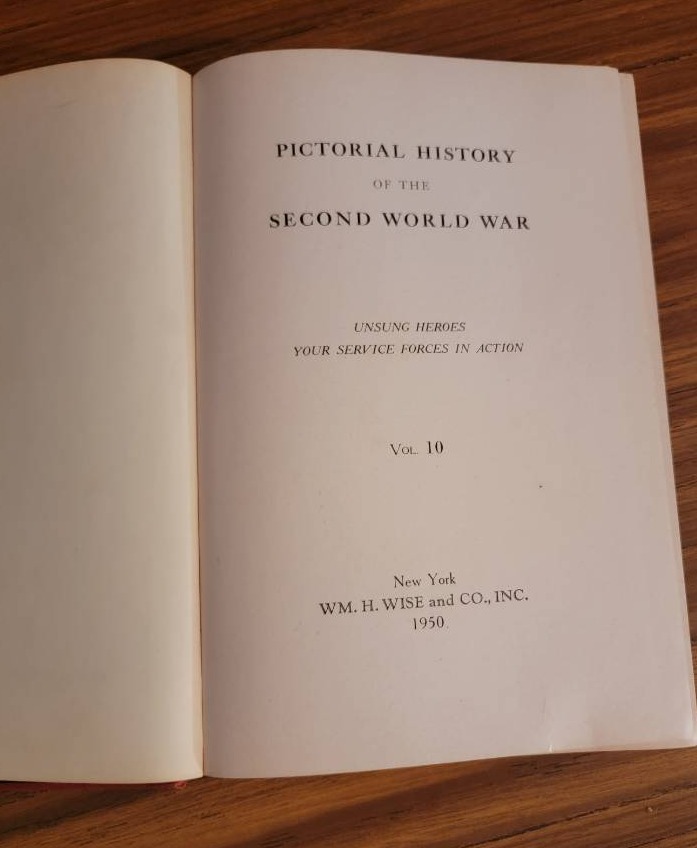 PICTORIAL HISTORY
OF THE
SECOND WORLD WAR
UNSUNG HEROES
YOUR SERVICE FORCES IN ACTION
VOL. 10
New York
WM. H. WISE and CO., INC.
1950